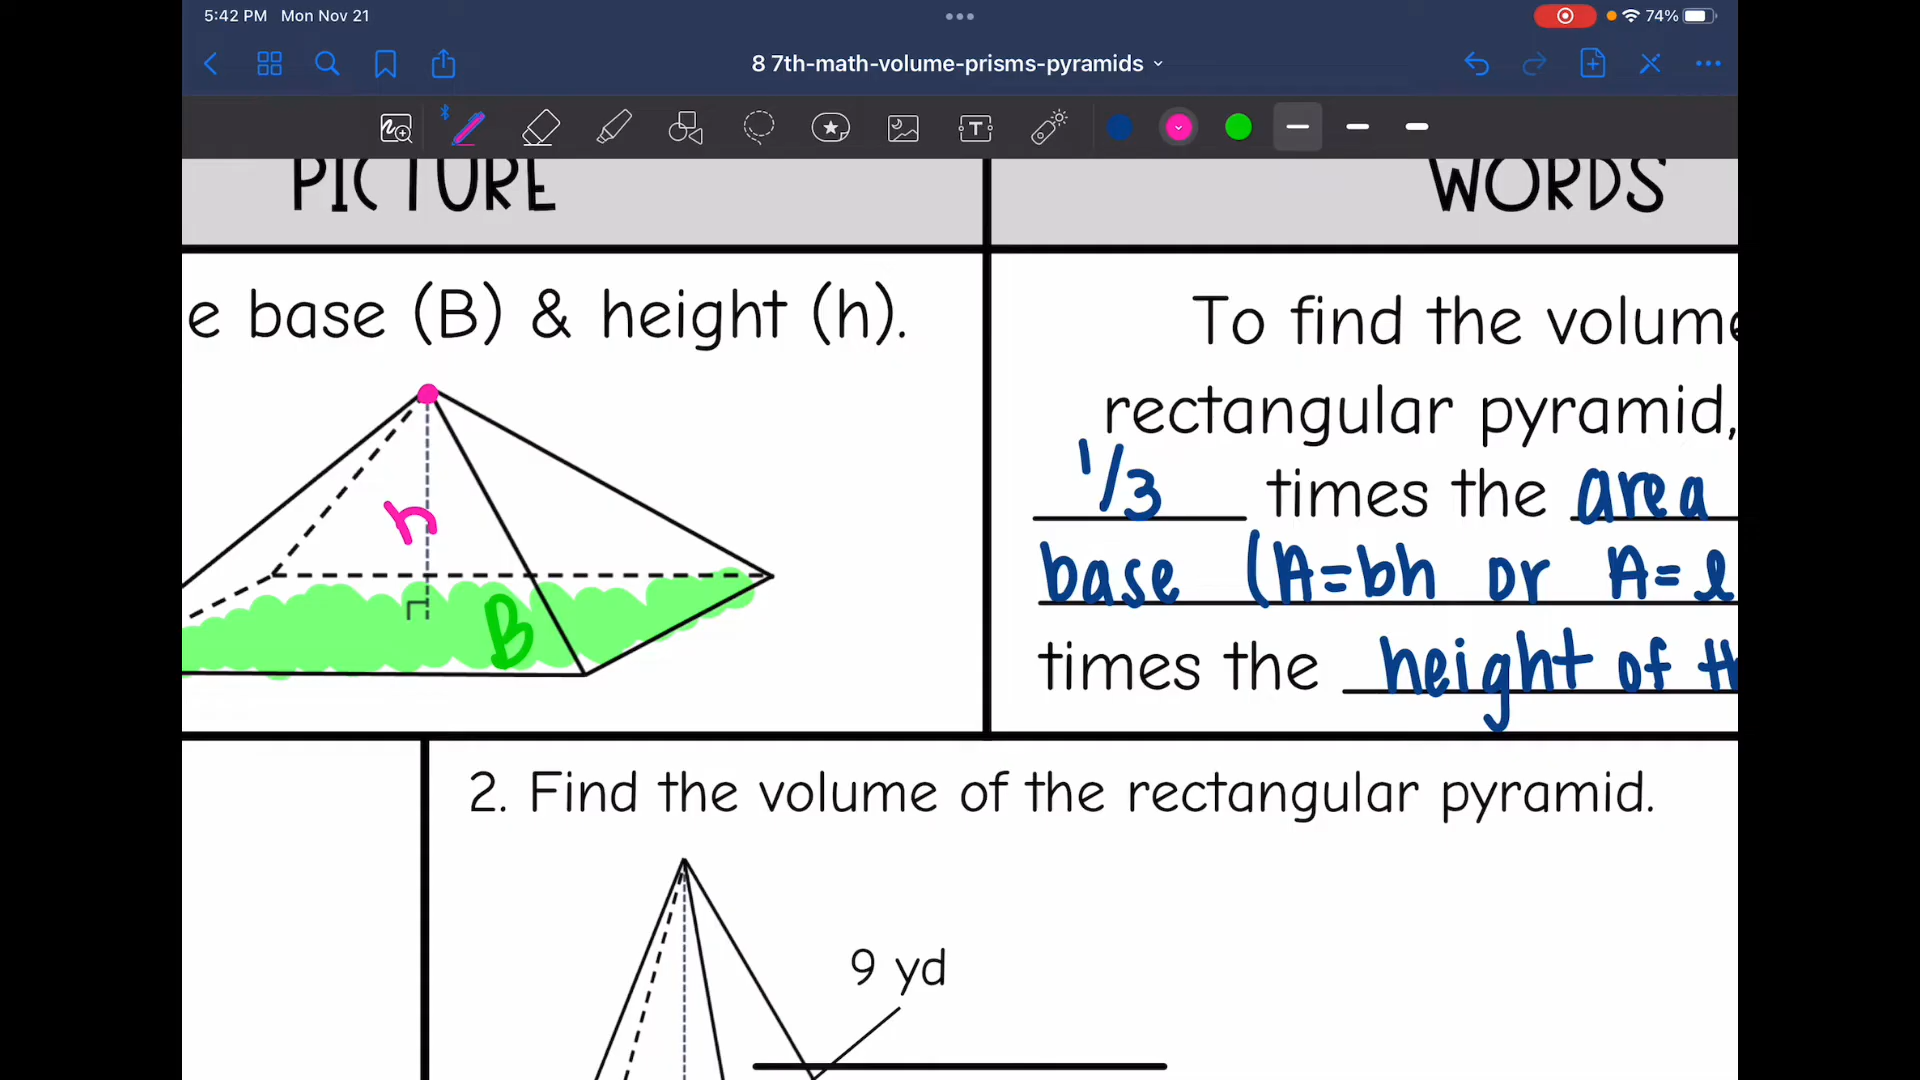 5:42 PM Mon Nov 21
74%
8 7th-math-volume-prisms-pyramids
PICTURE
WORDS
e base (B) & height (h).
h
B
To find the volume
rectangular pyramid,
1/3 times the area
base (A=bh or A=l
times the height of th
2. Find the volume of the rectangular pyramid.
9 yd